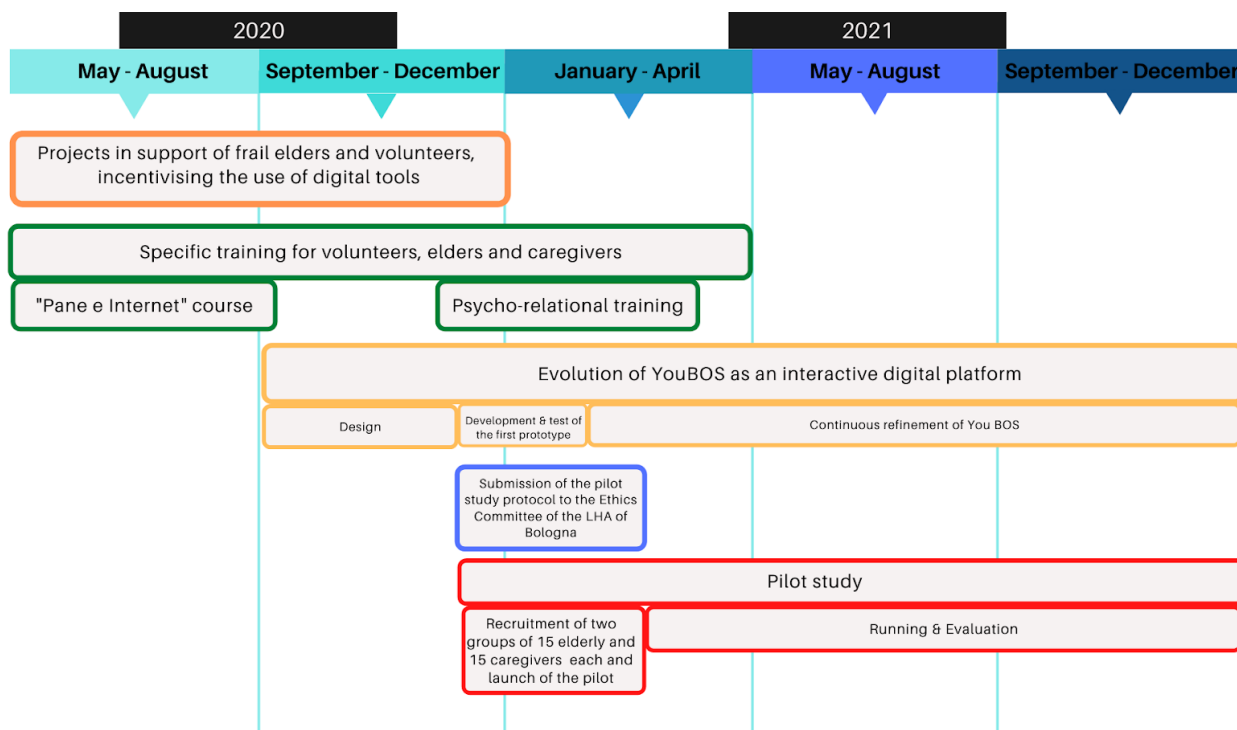 2020
2021
May - August
September - December
January - April
May - August
September - December
Projects in support of frail elders and volunteers,
incentivising the use of digital tools
Specific training for volunteers, elders and caregivers
"Pane e Internet" course
Psycho-relational training
Evolution of YouBOS as an interactive digital platform
Design
Development & test of
the first prototype
Continuous refinement of You BOS
Submission of the pilot
study protocol to the Ethics
Committee of the LHA of
Bologna
Pilot study
Recruitment of two
groups of 15 elderly and
15 caregivers each and
launch of the pilot
Running & Evaluation